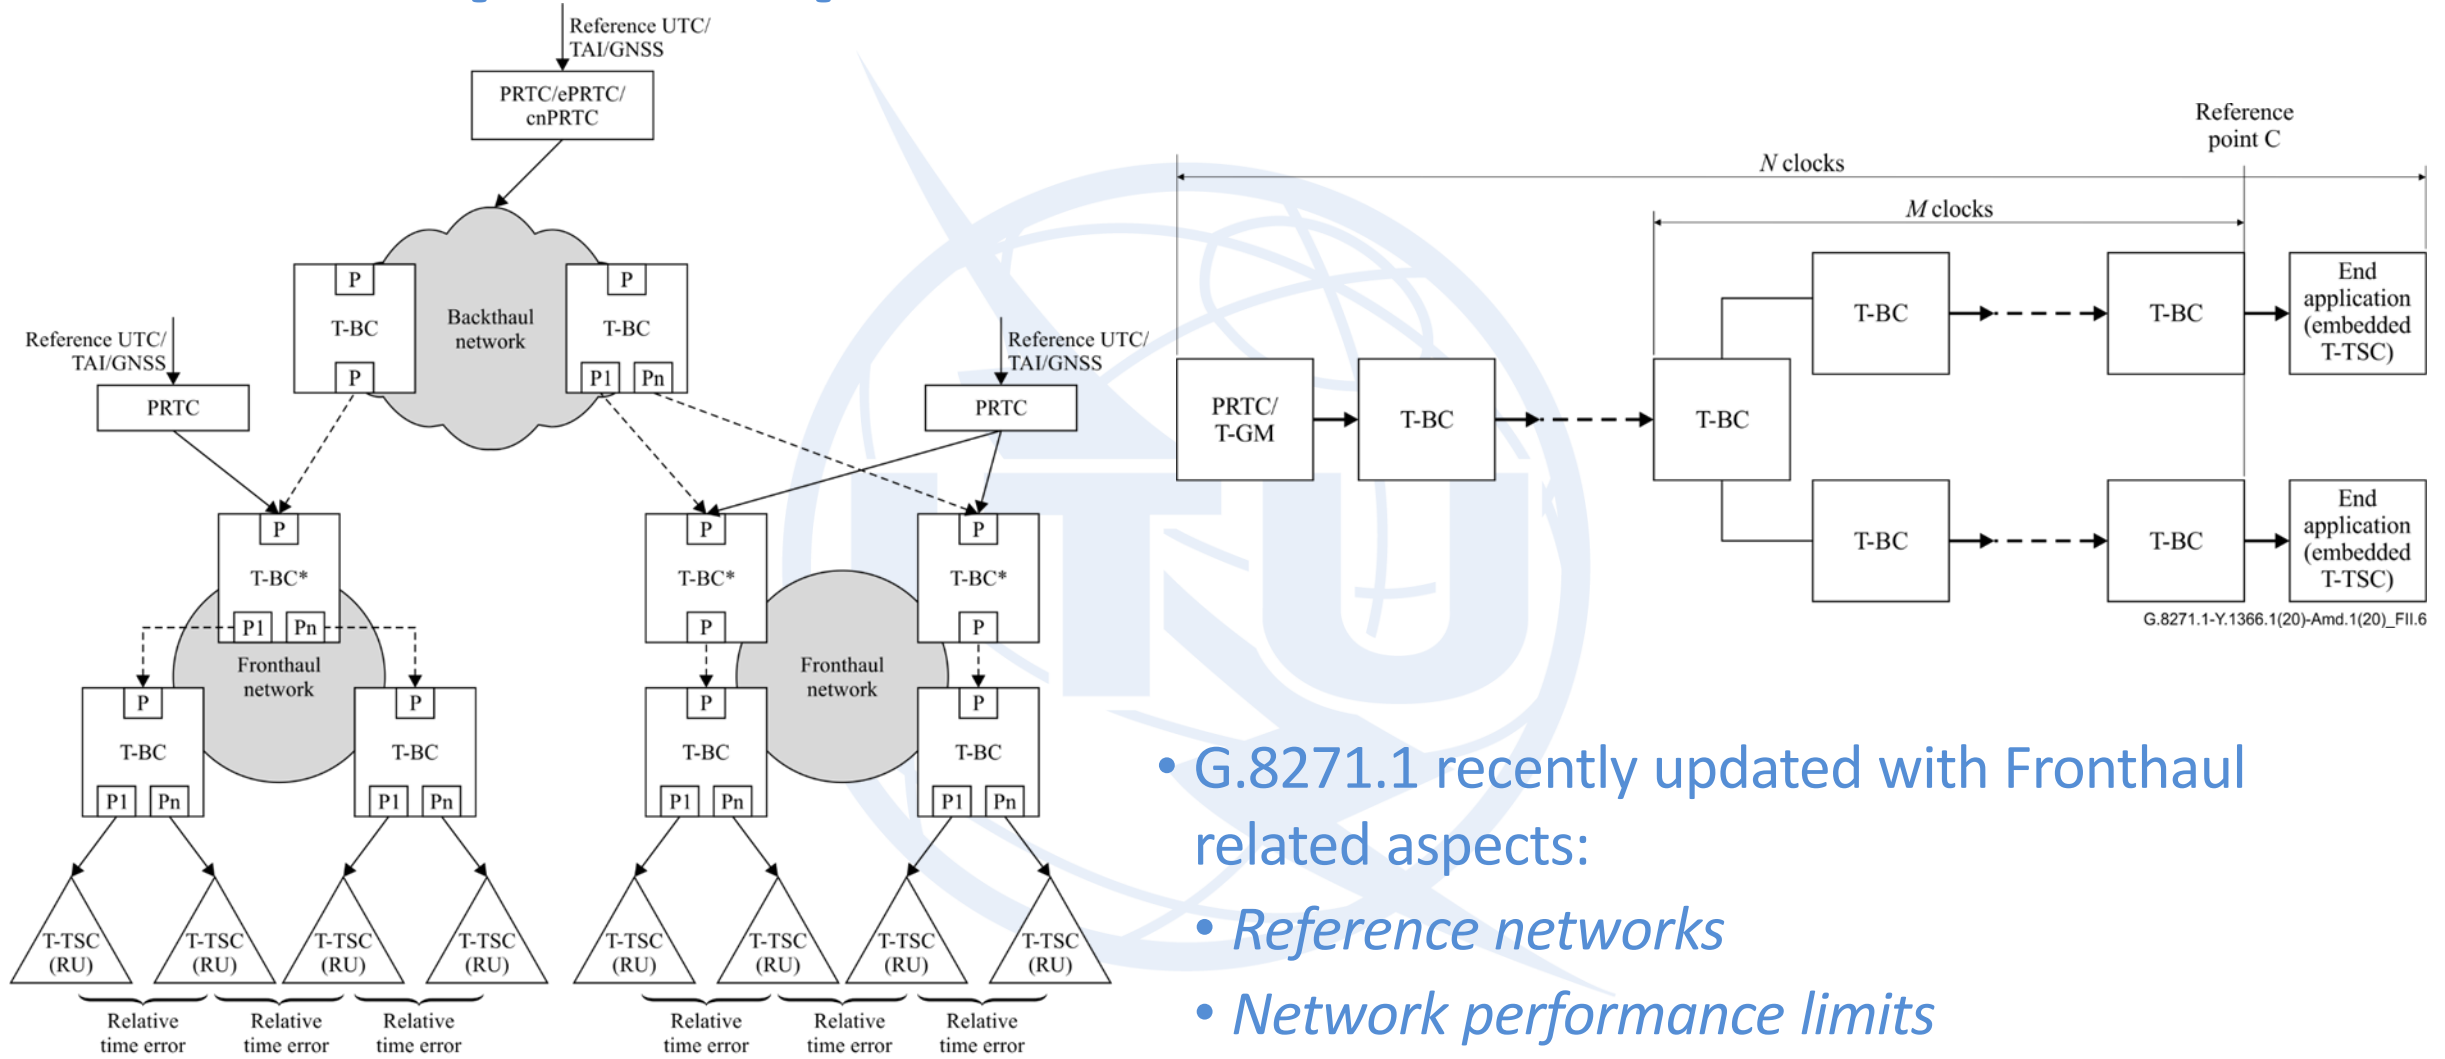 Reference UTC/
TAI/GNSS
PRTC/ePRTC/
cnPRTC
P
P
T-BC
Backthaul
network
T-BC
P
P1
Pn
Reference UTC/
TAI/GNSS
PRTC
Reference UTC/
TAI/GNSS
PRTC
P
P
P
T-BC*
T-BC*
T-BC*
P1
Pn
P
P
Fronthaul
network
Fronthaul
network
P
P
P
P
T-BC
T-BC
T-BC
T-BC
P1
Pn
P1
Pn
P1
Pn
P1
Pn
T-TSC
(RU)
T-TSC
(RU)
T-TSC
(RU)
T-TSC
(RU)
T-TSC
(RU)
T-TSC
(RU)
T-TSC
(RU)
T-TSC
(RU)
Relative
time error
Relative
time error
Relative
time error
Relative
time error
Relative
time error
Relative
time error
Reference
point C
N clocks
M clocks
T-BC
T-BC
End
application
(embedded
T-TSC)
PRTC/
T-GM
T-BC
T-BC
T-BC
T-BC
End
application
(embedded
T-TSC)
G.8271.1-Y.1366.1(20)-Amd.1(20)_FII.6
ITU
• G.8271.1 recently updated with Fronthaul
related aspects:
• Reference networks
• Network performance limits